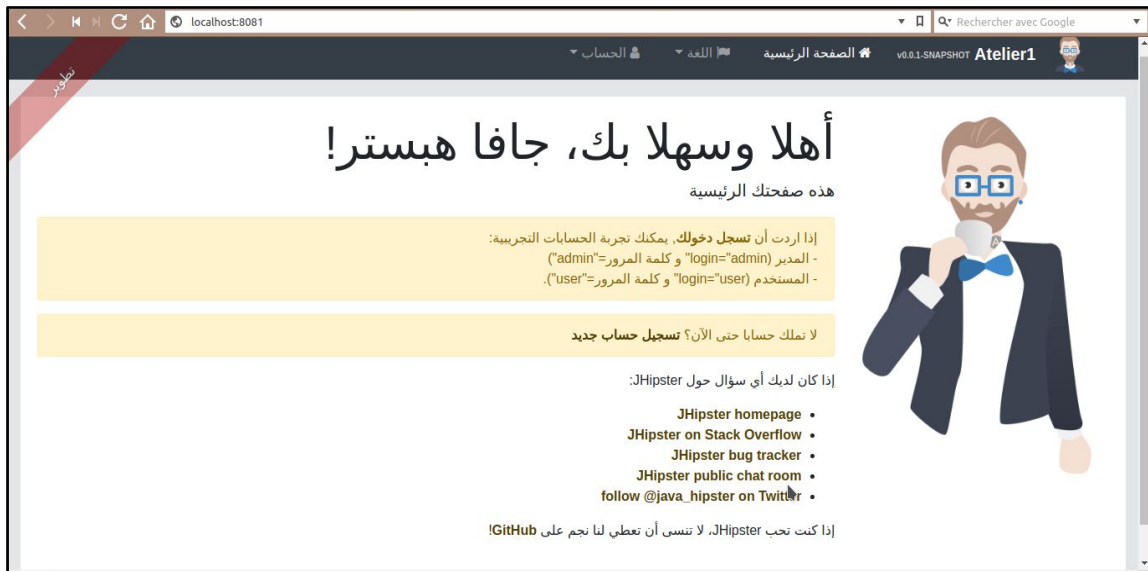 localhost:8081
Rechercher avec Google
Atelier1 v0.0.1-SNAPSHOT
الصفحة الرئيسية
اللغة
الحساب
تطوير
أهلا وسهلا بك، جافا هبستر!
هذه صفحتك الرئيسية
إذا اردت أن تسجل دخولك, يمكنك تجربة الحسابات التجريبية:
- المدير (login="admin" و كلمة المرور="admin")
- المستخدم (login="user" و كلمة المرور="user").
لا تملك حسابا حتى الآن؟ تسجيل حساب جديد
إذا كان لديك أي سؤال حول JHipster:
JHipster homepage
JHipster on Stack Overflow
JHipster bug tracker
JHipster public chat room
follow @java_hipster on Twitter
إذا كنت تحب JHipster، لا تنسى أن تعطي لنا نجم على GitHub!